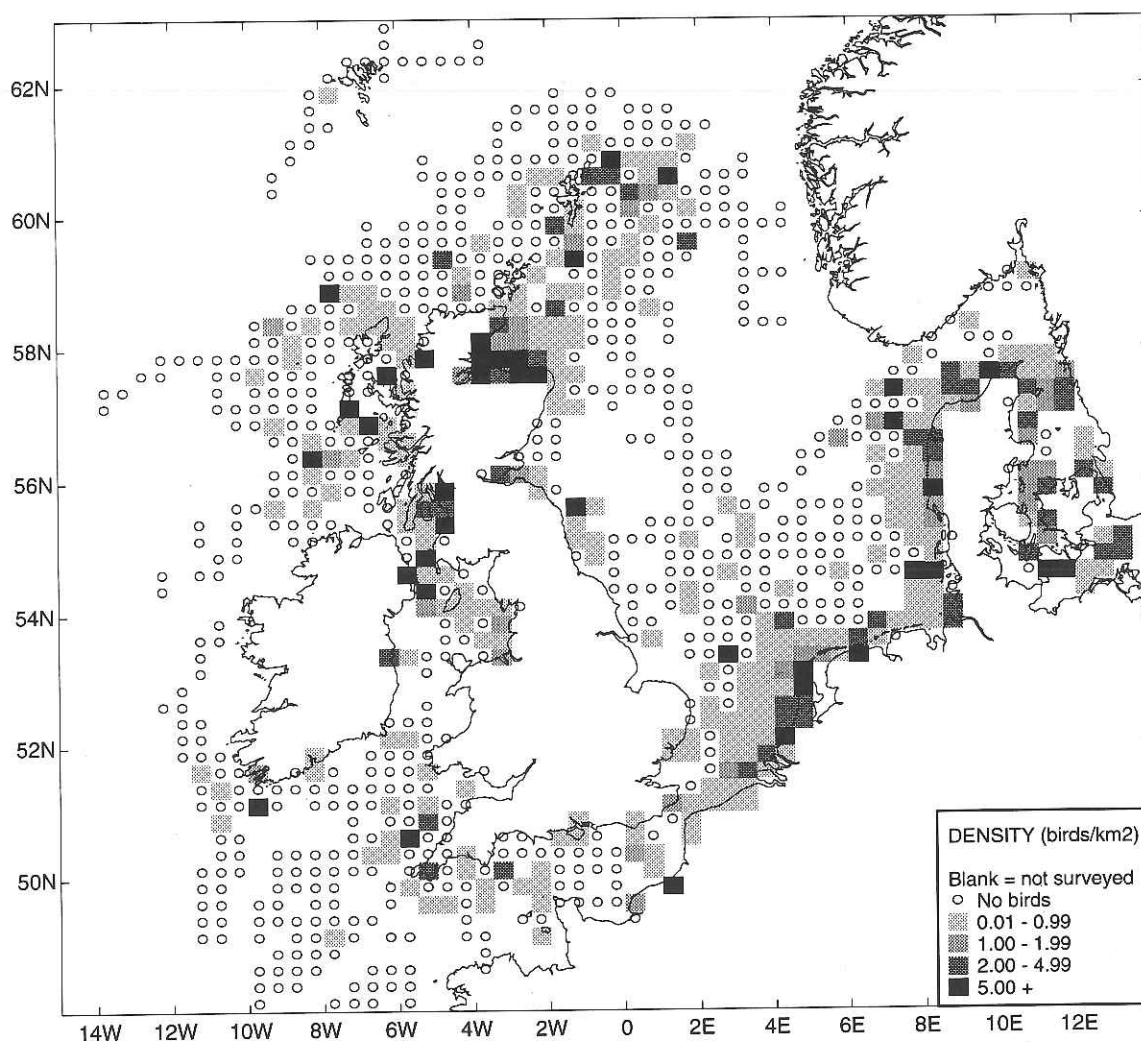 62N
60N
58N
56N
54N
52N
50N
14W 12W 10W 8W 6W 4W 2W 0 2E 4E 6E 8E 10E 12E
DENSITY (birds/km2)
Blank = not surveyed
No birds
0.01 - 0.99
1.00 - 1.99
2.00 - 4.99
5.00 +